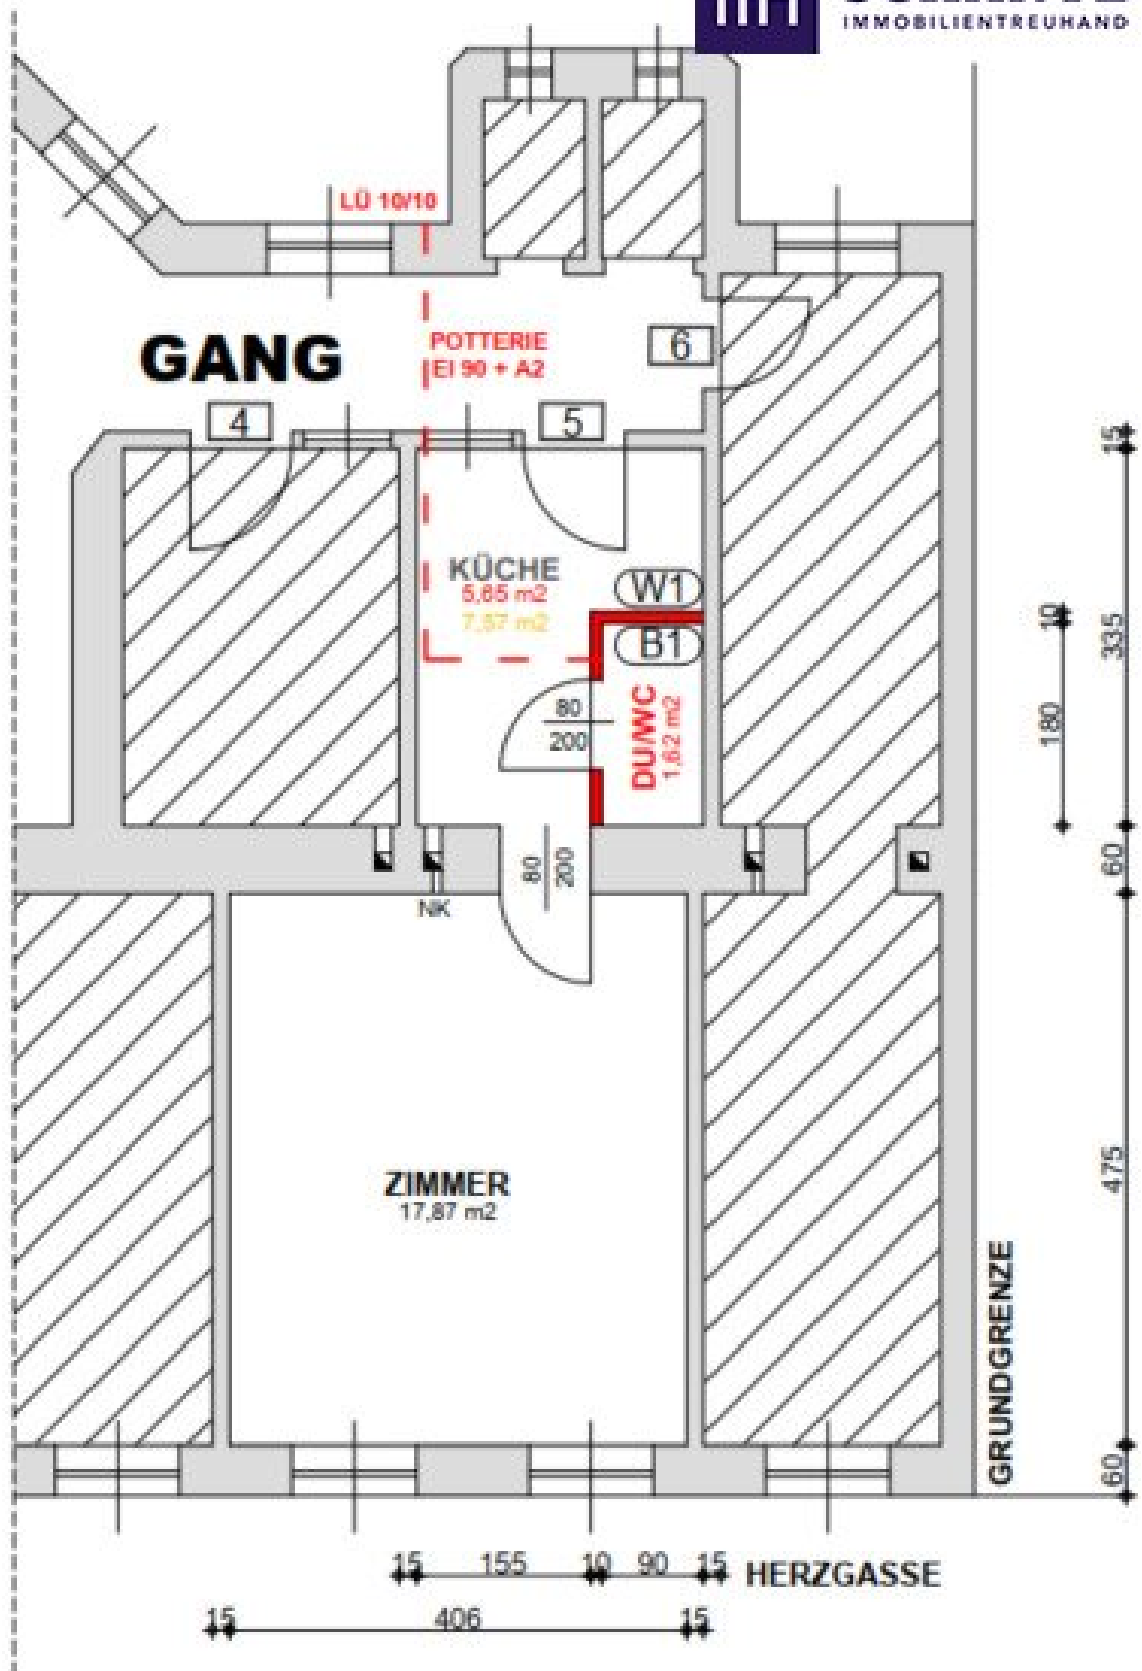 IMMOBILIENTREUHAND
LÜ 10/10
GANG
POTTERIE
EI 90 + A2
6
4
5
15
KÜCHE
5,65 m2
7,57 m2
W1
B1
10
335
180
80
200
DU/WC
1,62 m2
80
200
60
NK
ZIMMER
17,87 m2
475
GRUNDGRENZE
60
15 155 10 90 15
HERZGASSE
15 406 15